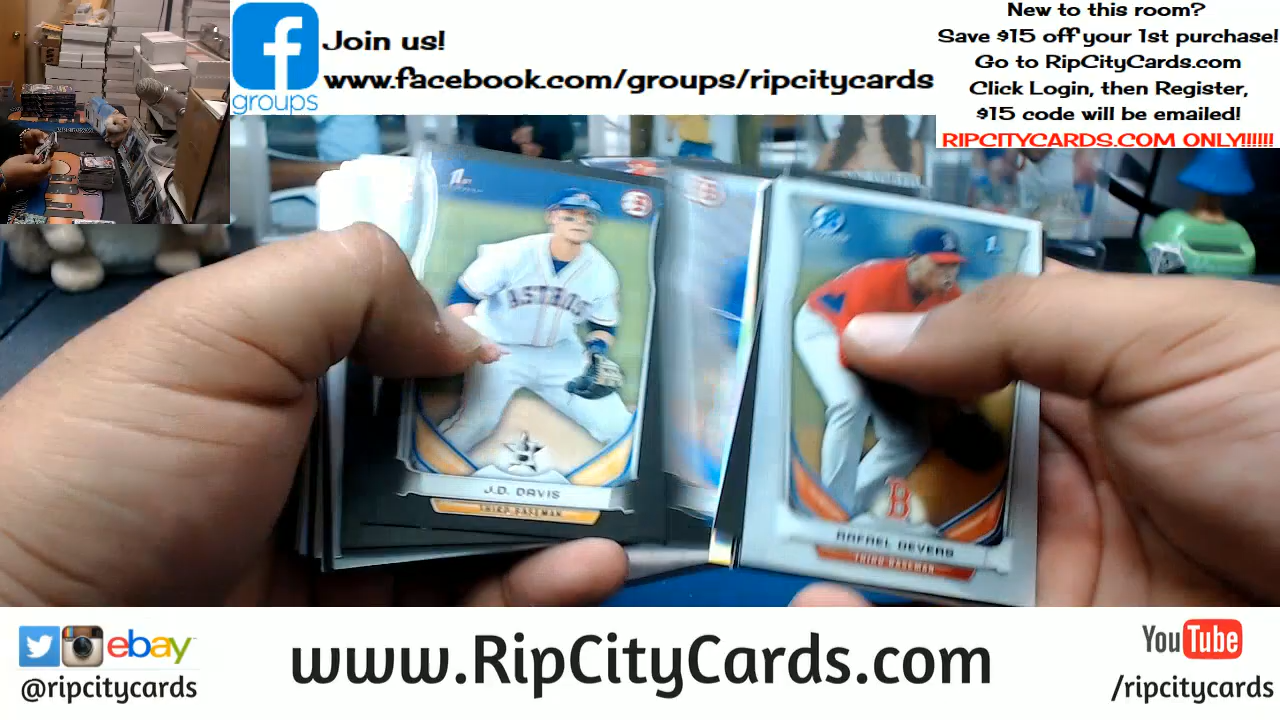 Join us!
www.facebook.com/groups/ripcitycards
groups
New to this room?
Save $15 off your 1st purchase!
Go to RipCityCards.com
Click Login, then Register,
$15 code will be emailed!
RIPCITYCARDS.COM ONLY!!!!!!
1st
ASTROS
J.D. DAVIS
THIRD BASEMAN
1st
B
RAFAEL DEVERS
THIRD BASEMAN
ebay
@ripcitycards
www.RipCityCards.com
YouTube
/ripcitycards